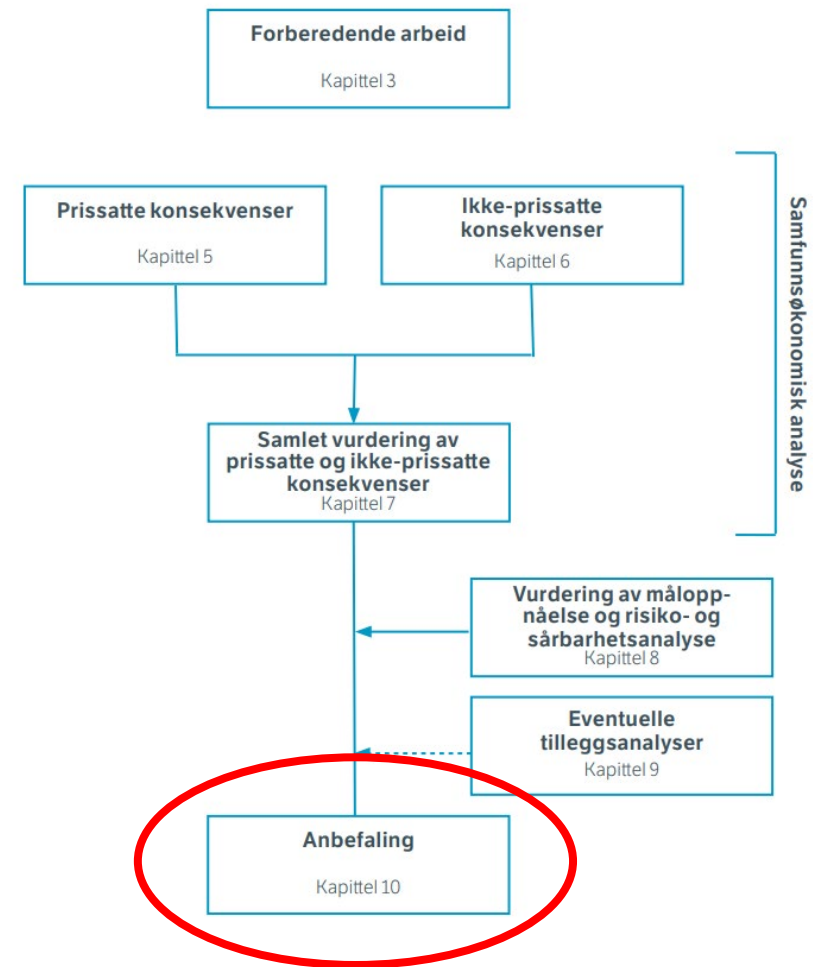 Forberedende arbeid
Kapittel 3
Prissatte konsekvenser
Kapittel 5
Ikke-prissatte
konsekvenser
Kapittel 6
Samfunnsøkonomisk analyse
Samlet vurdering av
prissatte og ikke-prissatte
konsekvenser
Kapittel 7
Vurdering av målopp-
nåelse og risiko- og
sårbarhetsanalyse
Kapittel 8
Eventuelle
tilleggsanalyser
Kapittel 9
Anbefaling
Kapittel 10